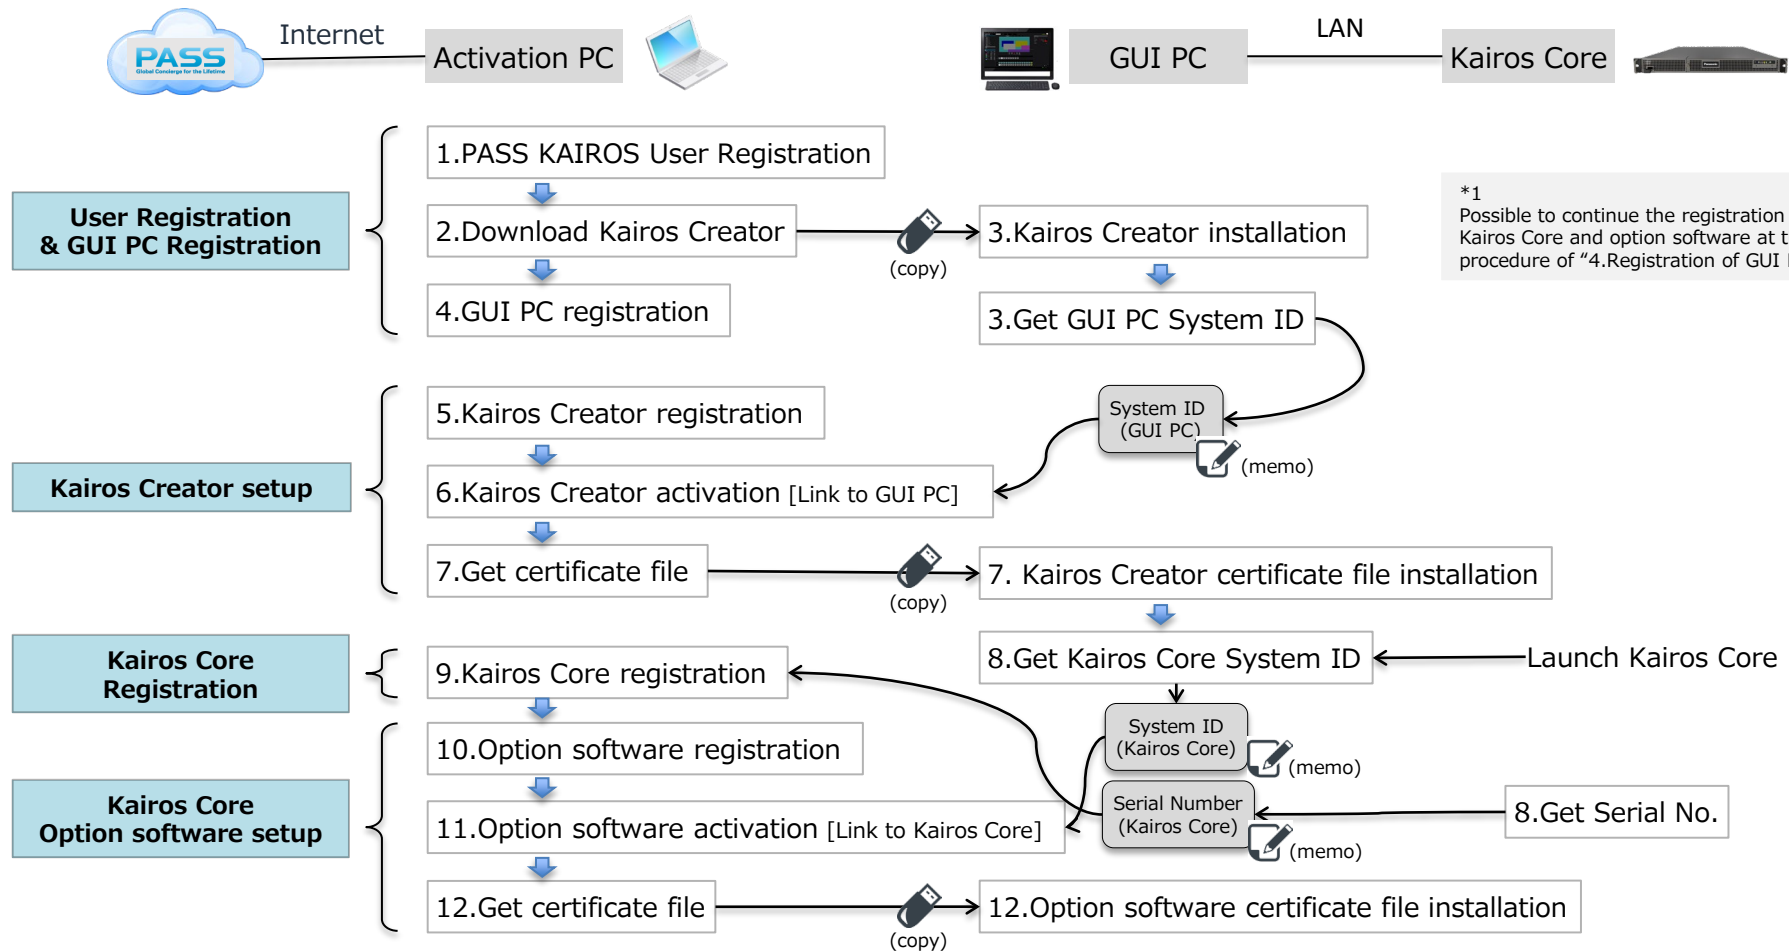 PASS
Global Concierge for the Lifetime
Internet
Activation PC
GUI PC
LAN
Kairos Core
User Registration
& GUI PC Registration
1.PASS KAIROS User Registration
2.Download Kairos Creator
(copy)
3.Kairos Creator installation
4.GUI PC registration
3.Get GUI PC System ID
*1
Possible to continue the registration
Kairos Core and option software at t
procedure of “4.Registration of GUI
Kairos Creator setup
5.Kairos Creator registration
System ID
(GUI PC)
(memo)
6.Kairos Creator activation [Link to GUI PC]
7.Get certificate file
(copy)
7. Kairos Creator certificate file installation
Kairos Core
Registration
9.Kairos Core registration
8.Get Kairos Core System ID
Launch Kairos Core
System ID
(Kairos Core)
(memo)
Kairos Core
Option software setup
10.Option software registration
Serial Number
(Kairos Core)
(memo)
8.Get Serial No.
11.Option software activation [Link to Kairos Core]
12.Get certificate file
(copy)
12.Option software certificate file installation